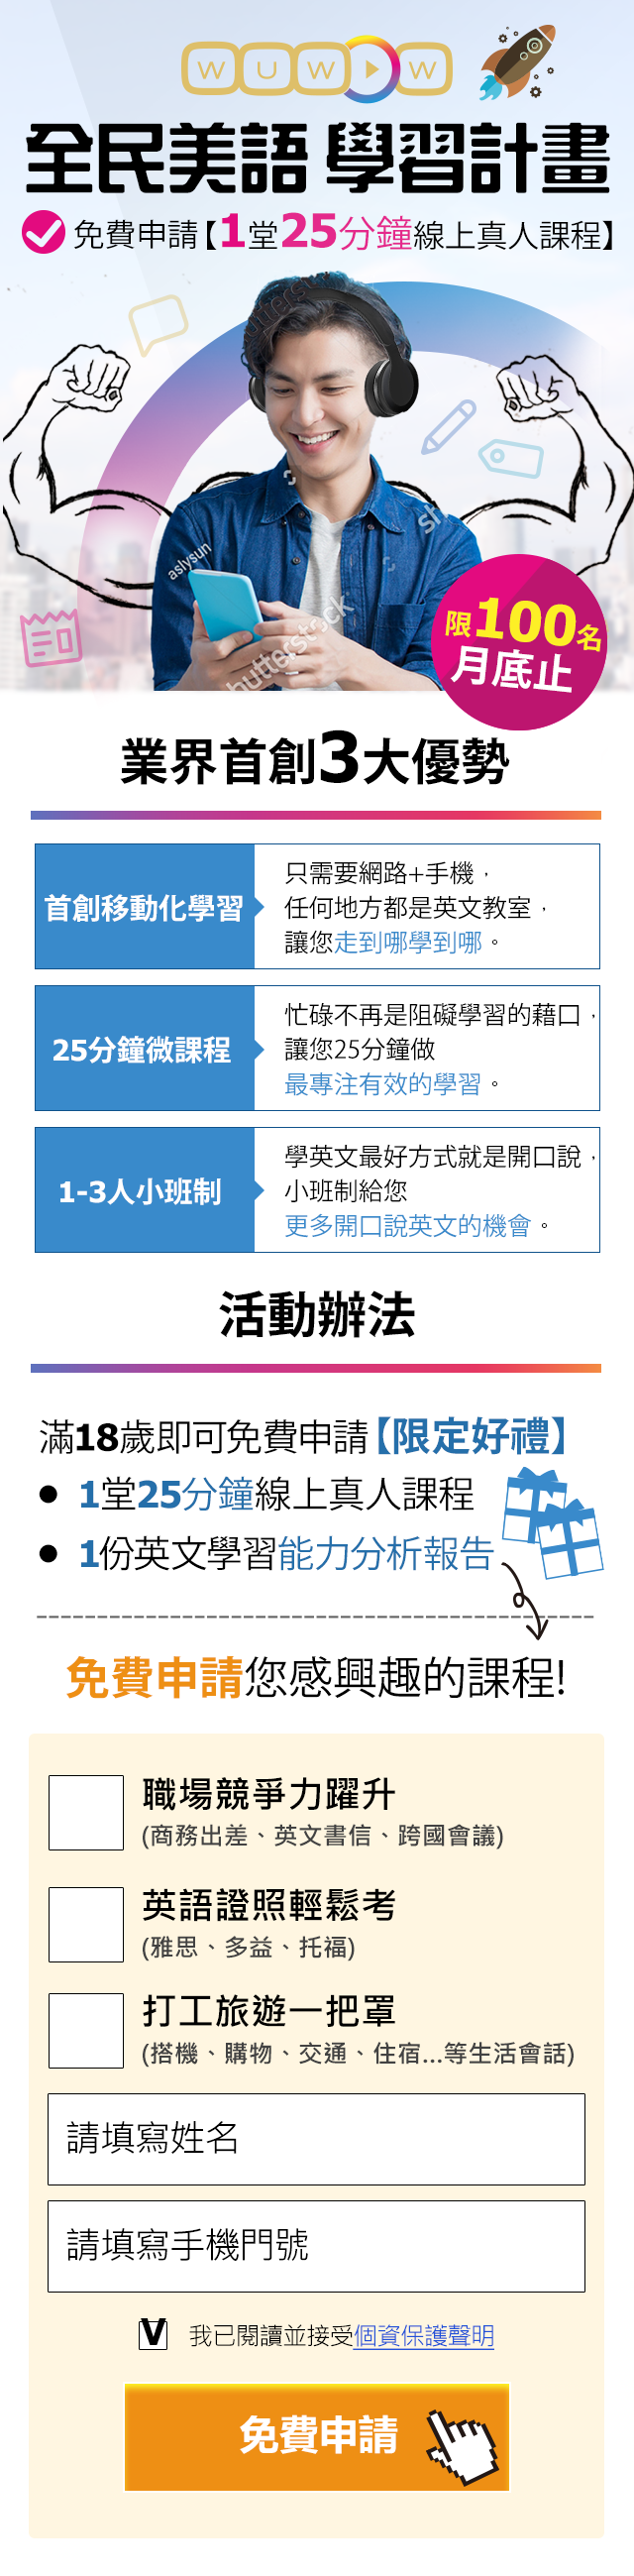 WUWOW
全民美語 學習計畫
免費申請【1堂25分鐘線上真人課程】
shutterstock
aslysun
shutterstock
限100名
月底止
業界首創3大優勢
首創移動化學習
只需要網路+手機，
任何地方都是英文教室，
讓您走到哪學到哪。
25分鐘微課程
忙碌不再是阻礙學習的藉口，
讓您25分鐘做
最專注有效的學習。
1-3人小班制
學英文最好方式就是開口說，
小班制給您
更多開口說英文的機會。
活動辦法
滿18歲即可免費申請【限定好禮】
● 1堂25分鐘線上真人課程
● 1份英文學習能力分析報告
免費申請您感興趣的課程!
職場競爭力躍升
(商務出差、英文書信、跨國會議)
英語證照輕鬆考
(雅思、多益、托福)
打工旅遊一把罩
(搭機、購物、交通、住宿...等生活會話)
請填寫姓名
請填寫手機門號
V 我已閱讀並接受個資保護聲明
免費申請